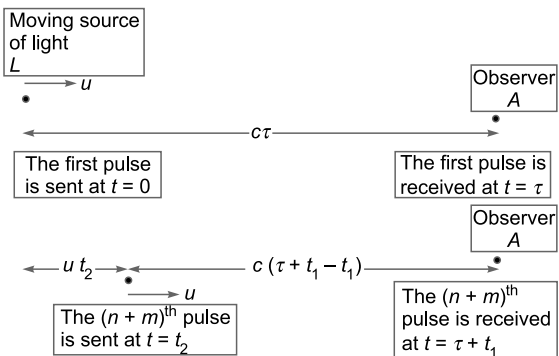 Moving source
of light
L
u
Observer
A
cτ
The first pulse
is sent at t = 0
The first pulse is
received at t = τ
Observer
A
u t₂
c (τ + t₁ – t₁)
u
The (n + m)ᵗʰ pulse
is sent at t = t₂
The (n + m)ᵗʰ
pulse is received
at t = τ + t₁